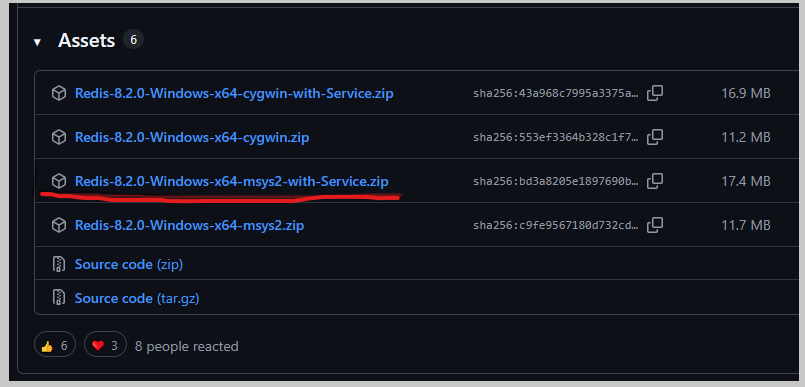 Assets 6
Redis-8.2.0-Windows-x64-cygwin-with-Service.zip sha256:43a968c7995a3375a… 16.9 MB
Redis-8.2.0-Windows-x64-cygwin.zip sha256:553ef3364b328c1f7… 11.2 MB
Redis-8.2.0-Windows-x64-msys2-with-Service.zip sha256:bd3a8205e1897690b… 17.4 MB
Redis-8.2.0-Windows-x64-msys2.zip sha256:c9fe9567180d732cd… 11.7 MB
Source code (zip)
Source code (tar.gz)
6 3 8 people reacted